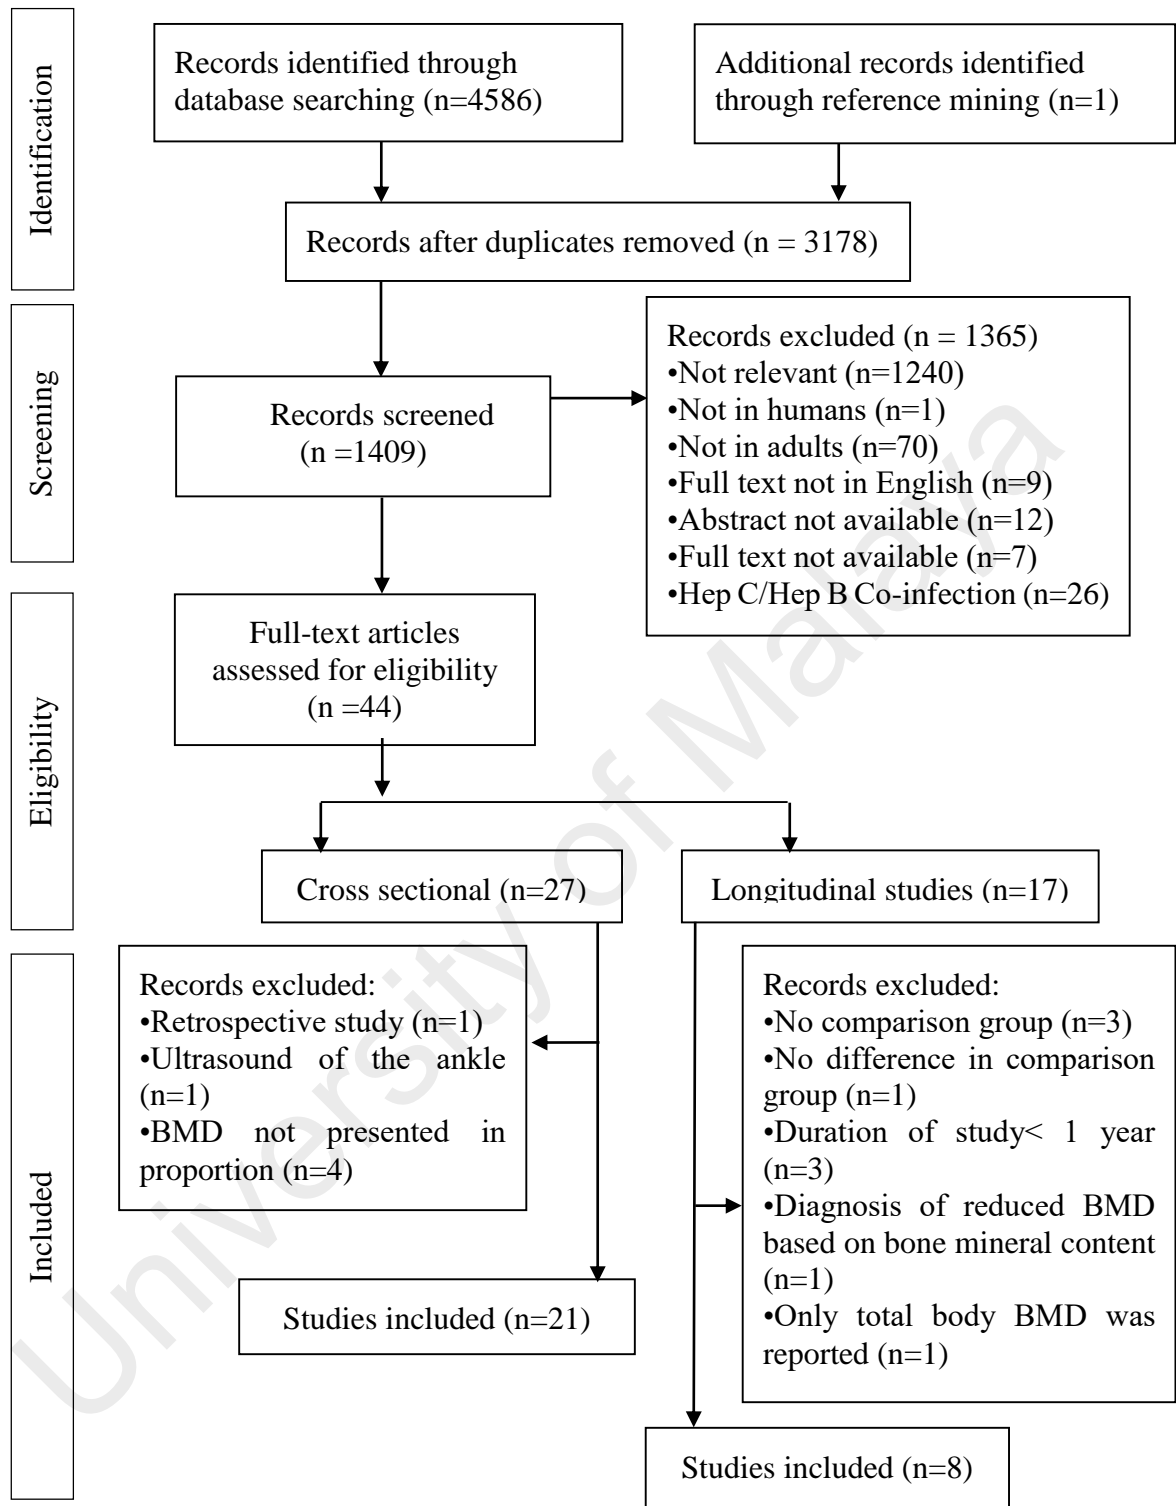 Identification
Records identified through
database searching (n=4586)
Additional records identified
through reference mining (n=1)
Records after duplicates removed (n = 3178)
Screening
Records screened
(n =1409)
Records excluded (n = 1365)
•Not relevant (n=1240)
•Not in humans (n=1)
•Not in adults (n=70)
•Full text not in English (n=9)
•Abstract not available (n=12)
•Full text not available (n=7)
•Hep C/Hep B Co-infection (n=26)
Eligibility
Full-text articles
assessed for eligibility
(n =44)
Cross sectional (n=27)
Longitudinal studies (n=17)
Included
Records excluded:
•Retrospective study (n=1)
•Ultrasound of the ankle
(n=1)
•BMD not presented in
proportion (n=4)
Records excluded:
•No comparison group (n=3)
•No difference in comparison
group (n=1)
•Duration of study< 1 year
(n=3)
•Diagnosis of reduced BMD
based on bone mineral content
(n=1)
•Only total body BMD was
reported (n=1)
Studies included (n=21)
Studies included (n=8)
University of Malaya